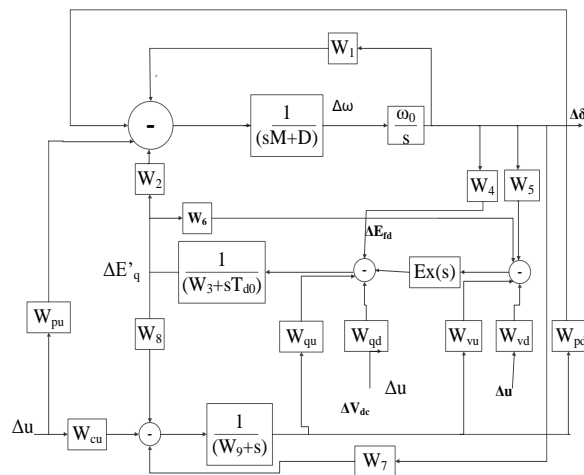 W1
-
1
(sM+D)
Δω
ω0
s
Δδ
W2
W4
W5
W6
ΔEfd
ΔE'q
1
(W3+sTd0)
-
Ex(s)
-
Wpu
W8
Wqu
Wqd
Wvu
Wvd
Wpd
Δu
ΔVdc
Δu
Δu
Wcu
-
1
(W9+s)
W7